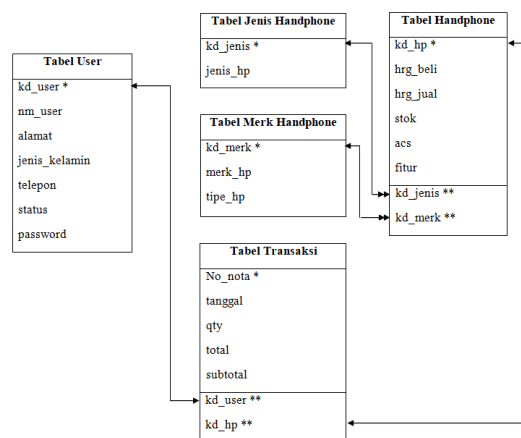 Tabel User
kd_user *
nm_user
alamat
jenis_kelamin
telepon
status
password
Tabel Jenis Handphone
kd_jenis *
jenis_hp
Tabel Merk Handphone
kd_merk *
merk_hp
tipe_hp
Tabel Handphone
kd_hp *
hrg_beli
hrg_jual
stok
acs
fitur
kd_jenis **
kd_merk **
Tabel Transaksi
No_nota *
tanggal
qty
total
subtotal
kd_user **
kd_hp **